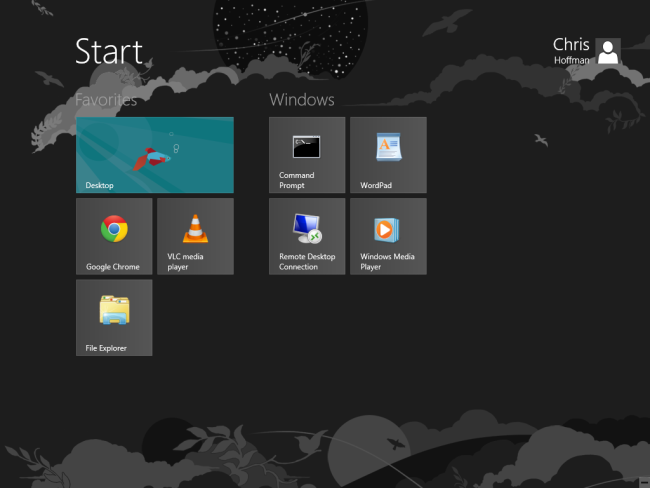 Start
Chris
Hoffman
Favorites
Windows
Desktop
Command
Prompt
WordPad
Google Chrome
VLC media
player
Remote Desktop
Connection
Windows Media
Player
File Explorer